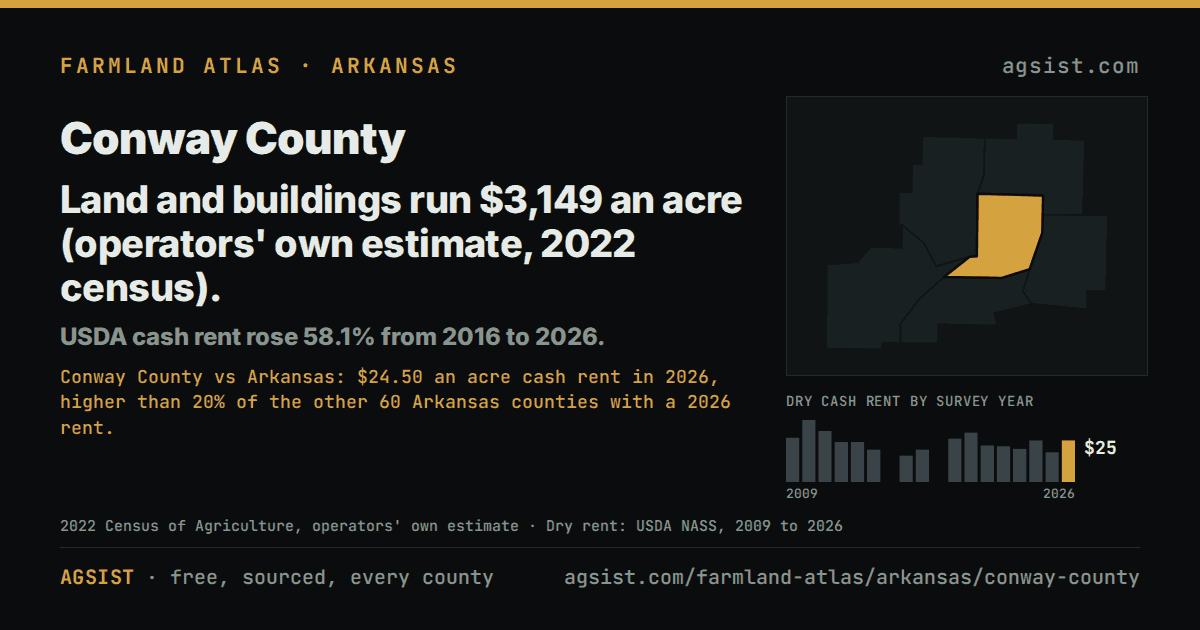 FARMLAND ATLAS · ARKANSAS
agsist.com
Conway County
Land and buildings run $3,149 an acre
(operators' own estimate, 2022
census).
USDA cash rent rose 58.1% from 2016 to 2026.
Conway County vs Arkansas: $24.50 an acre cash rent in 2026,
higher than 20% of the other 60 Arkansas counties with a 2026
rent.
DRY CASH RENT BY SURVEY YEAR
$25
2009
2026
2022 Census of Agriculture, operators' own estimate · Dry rent: USDA NASS, 2009 to 2026
AGSIST · free, sourced, every county
agsist.com/farmland-atlas/arkansas/conway-county